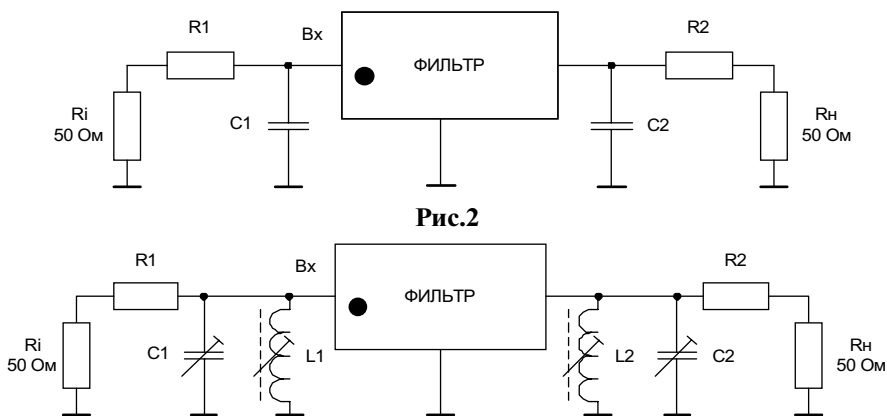 R1
Вх
ФИЛЬТР
R2
Ri
50 Ом
C1
C2
Rн
50 Ом
Рис.2
R1
Вх
ФИЛЬТР
R2
Ri
50 Ом
C1
L1
L2
C2
Rн
50 Ом